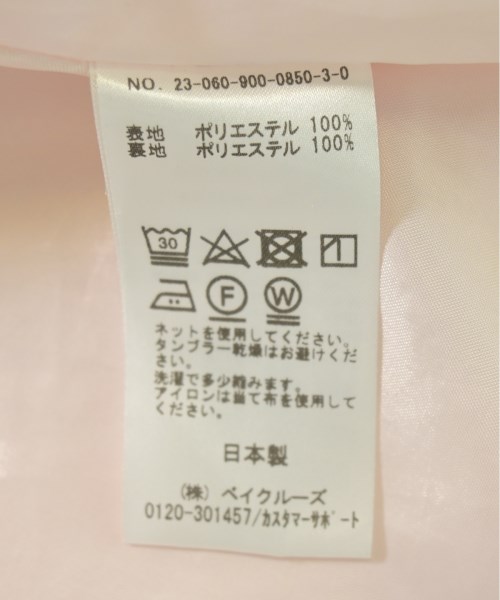 NO. 23-060-900-0850-3-0
表地 ポリエステル 100%
裏地 ポリエステル 100%
30
F W
ネットを使用してください。
タンブラー乾燥はお避けくだ
さい。
洗濯で多少縮みます。
アイロンは当て布を使用して
ください。
日本製
(株) ベイクルーズ
0120-301457/カスタマーサポート